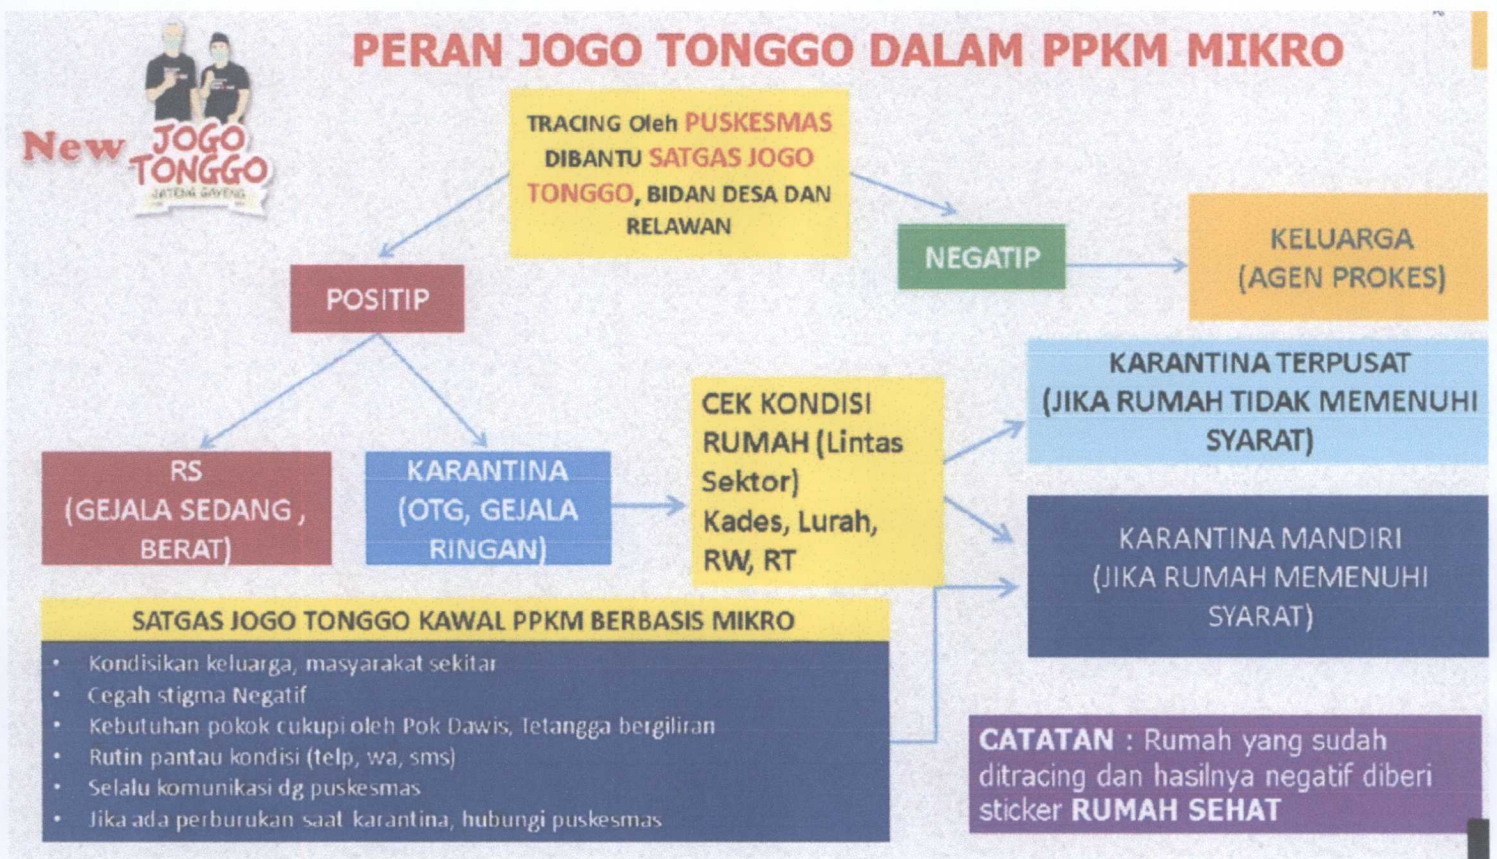 PERAN JOGO TONGGO DALAM PPKM MIKRO
New
JOGO
TONGGO
JATENG GAYENG
TRACING Oleh PUSKESMAS
DIBANTU SATGAS JOGO
TONGGO, BIDAN DESA DAN
RELAWAN
NEGATIP
KELUARGA
(AGEN PROKES)
POSITIP
RS
(GEJALA SEDANG ,
BERAT)
KARANTINA
(OTG, GEJALA
RINGAN)
CEK KONDISI
RUMAH (Lintas
Sektor)
Kades, Lurah,
RW, RT
KARANTINA TERPUSAT
(JIKA RUMAH TIDAK MEMENUHI
SYARAT)
KARANTINA MANDIRI
(JIKA RUMAH MEMENUHI
SYARAT)
SATGAS JOGO TONGGO KAWAL PPKM BERBASIS MIKRO
• Kondisikan keluarga, masyarakat sekitar
• Cegah stigma Negatif
• Kebutuhan pokok cukupi oleh Pok Dawis, Tetangga bergiliran
• Rutin pantau kondisi (telp, wa, sms)
• Selalu komunikasi dg puskesmas
• Jika ada perburukan saat karantina, hubungi puskesmas
CATATAN : Rumah yang sudah
ditracing dan hasilnya negatif diberi
sticker RUMAH SEHAT